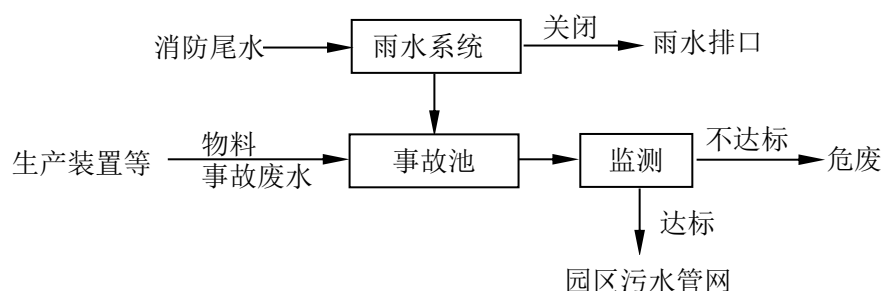 消防尾水
雨水系统
关闭
雨水排口
生产装置等
物料
事故废水
事故池
监测
不达标
危废
达标
园区污水管网